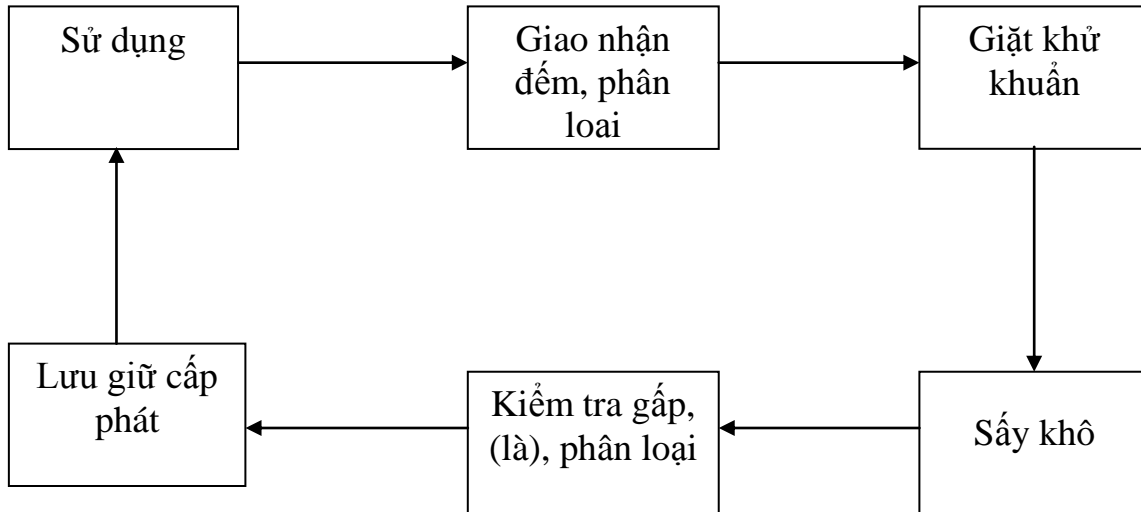 Sử dụng
Giao nhận
đếm, phân
loai
Giặt khử
khuẩn
Sấy khô
Kiểm tra gấp,
(là), phân loại
Lưu giữ cấp
phát